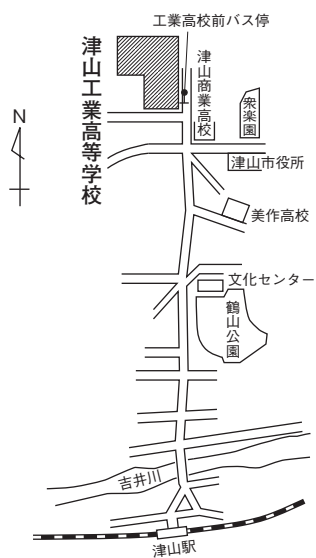 工業高校前バス停
津山工業高等学校
津山商業高校
衆楽園
N
津山市役所
美作高校
文化センター
鶴山公園
吉井川
津山駅